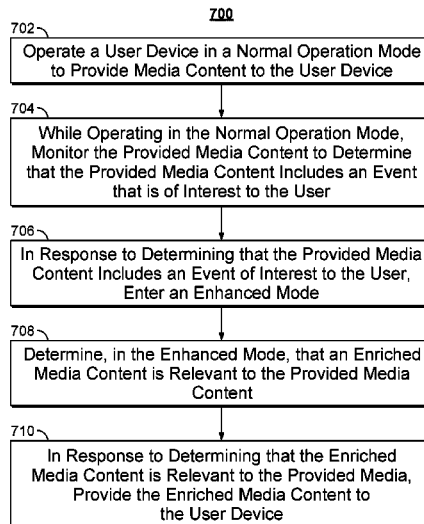 700
702
Operate a User Device in a Normal Operation Mode
to Provide Media Content to the User Device
704
While Operating in the Normal Operation Mode,
Monitor the Provided Media Content to Determine
that the Provided Media Content Includes an Event
that is of Interest to the User
706
In Response to Determining that the Provided Media
Content Includes an Event of Interest to the User,
Enter an Enhanced Mode
708
Determine, in the Enhanced Mode, that an Enriched
Media Content is Relevant to the Provided Media
Content
710
In Response to Determining that the Enriched
Media Content is Relevant to the Provided Media,
Provide the Enriched Media Content to
the User Device